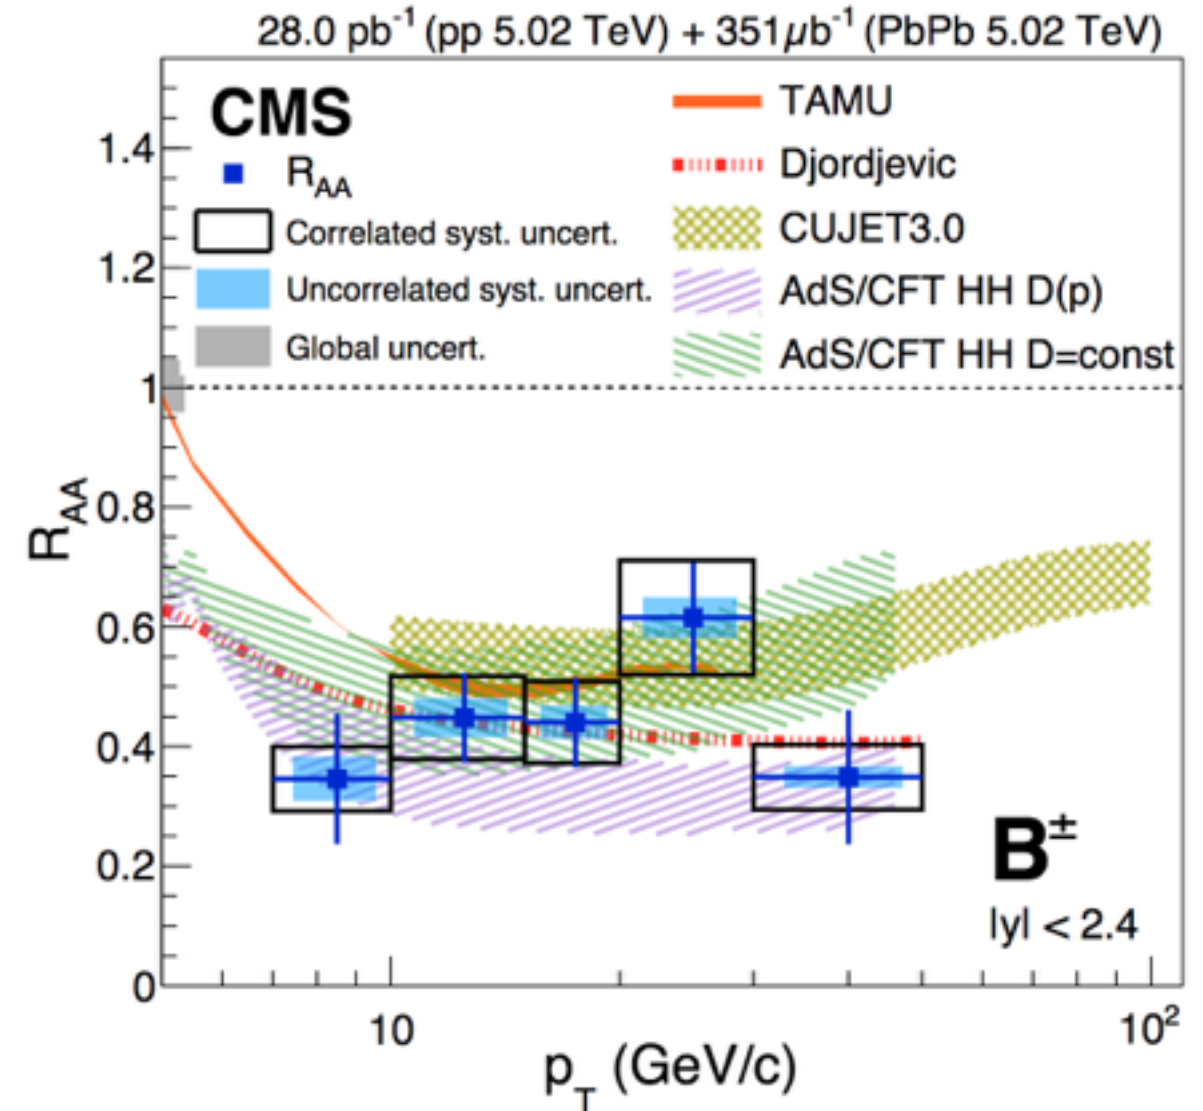 28.0 pb⁻¹ (pp 5.02 TeV) + 351μb⁻¹ (PbPb 5.02 TeV)
CMS
R_AA
Correlated syst. uncert.
Uncorrelated syst. uncert.
Global uncert.
TAMU
Djordjevic
CUJET3.0
AdS/CFT HH D(p)
AdS/CFT HH D=const
R_AA
1.4
1.2
1
0.8
0.6
0.4
0.2
0
B±
|y| < 2.4
10
10²
p_T (GeV/c)